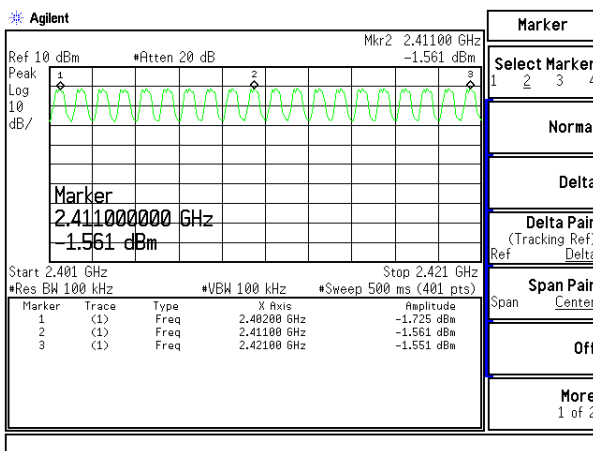 Agilent
Marker
Mkr2 2.41100 GHz
Ref 10 dBm #Atten 20 dB -1.561 dBm
Peak
Log
10
dB/
1 2 3
Marker
2.411000000 GHz
-1.561 dBm
Start 2.401 GHz Stop 2.421 GHz
#Res BW 100 kHz #VBW 100 kHz #Sweep 500 ms (401 pts)
Marker Trace Type X Axis Amplitude
1 (1) Freq 2.40200 GHz -1.725 dBm
2 (1) Freq 2.41100 GHz -1.561 dBm
3 (1) Freq 2.42100 GHz -1.551 dBm
Select Marker
1 2 3 4
Norma
Delta
Delta Pair
(Tracking Ref)
Ref Delta
Span Pair
Span Center
Off
More
1 of 2